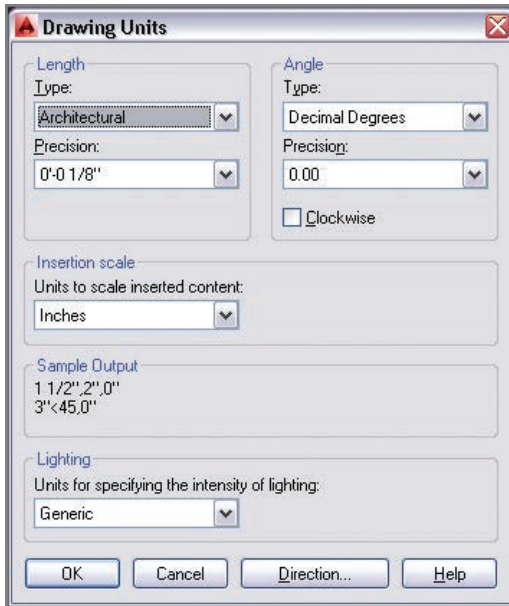 Drawing Units
Length
Type:
Architectural
Precision:
0'-0 1/8"
Angle
Type:
Decimal Degrees
Precision:
0.00
Clockwise
Insertion scale
Units to scale inserted content:
Inches
Sample Output
1 1/2",2",0"
3"<45,0"
Lighting
Units for specifying the intensity of lighting:
Generic
OK
Cancel
Direction...
Help